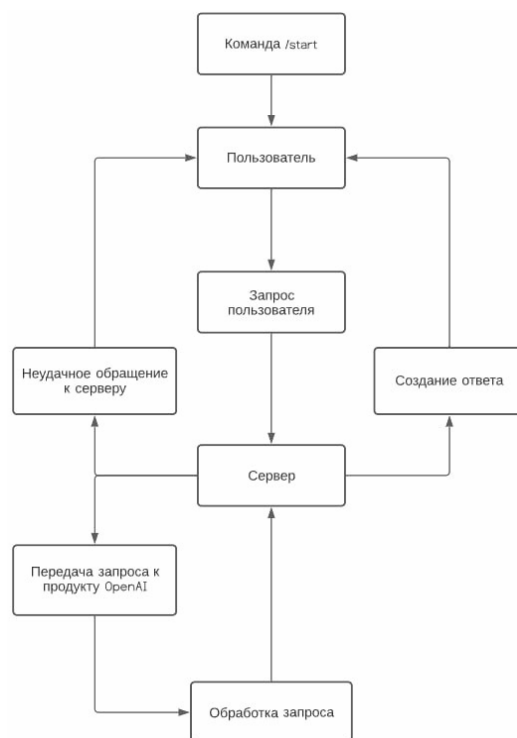 Команда /start
Пользователь
Запрос
пользователя
Неудачное обращение
к серверу
Создание ответа
Сервер
Передача запроса к
продукту OpenAI
Обработка запроса